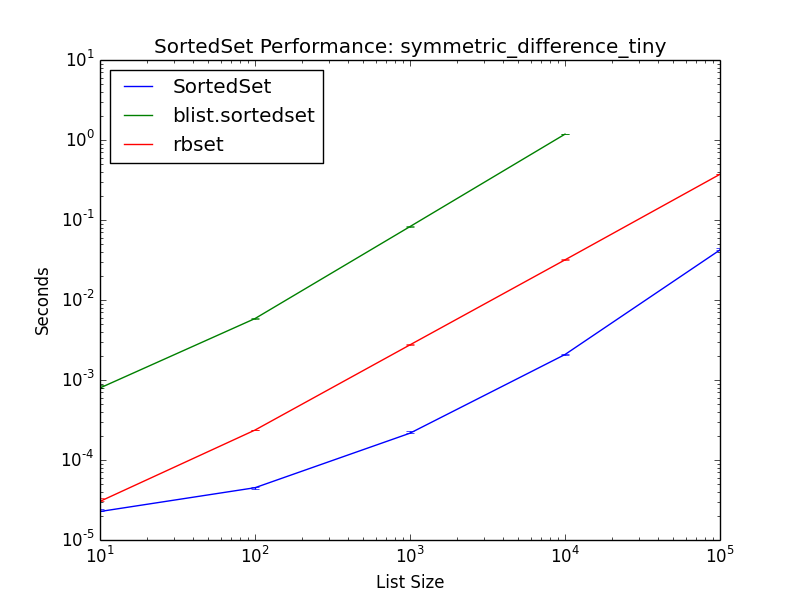 SortedSet Performance: symmetric_difference_tiny
SortedSet
blist.sortedset
rbset
10^1
10^0
10^-1
10^-2
10^-3
10^-4
10^-5
Seconds
10^1 10^2 10^3 10^4 10^5
List Size